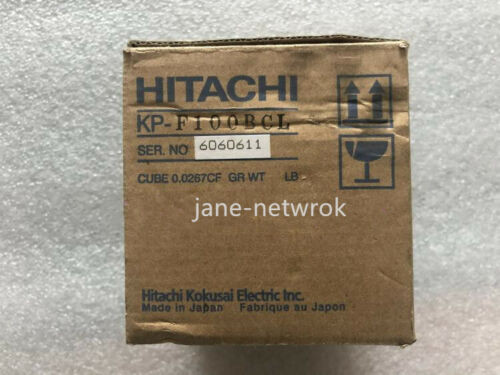 HITACHI
KP-F100BCL
SER. NO 6060611
CUBE 0.0267CF GR WT LB
jane-netwrok
Hitachi Kokusai Electric Inc.
Made in Japan Fabrique au Japon